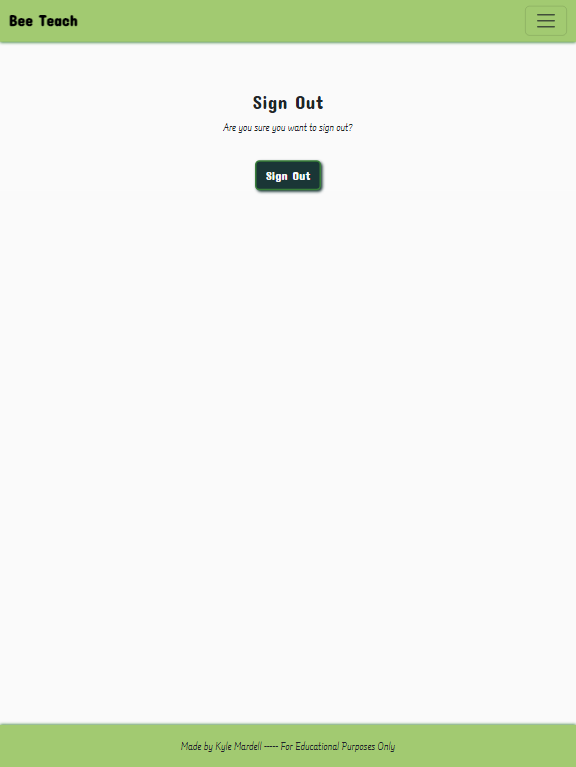 Bee Teach
Sign Out
Are you sure you want to sign out?
Sign Out
Made by Kyle Mardell ----- For Educational Purposes Only